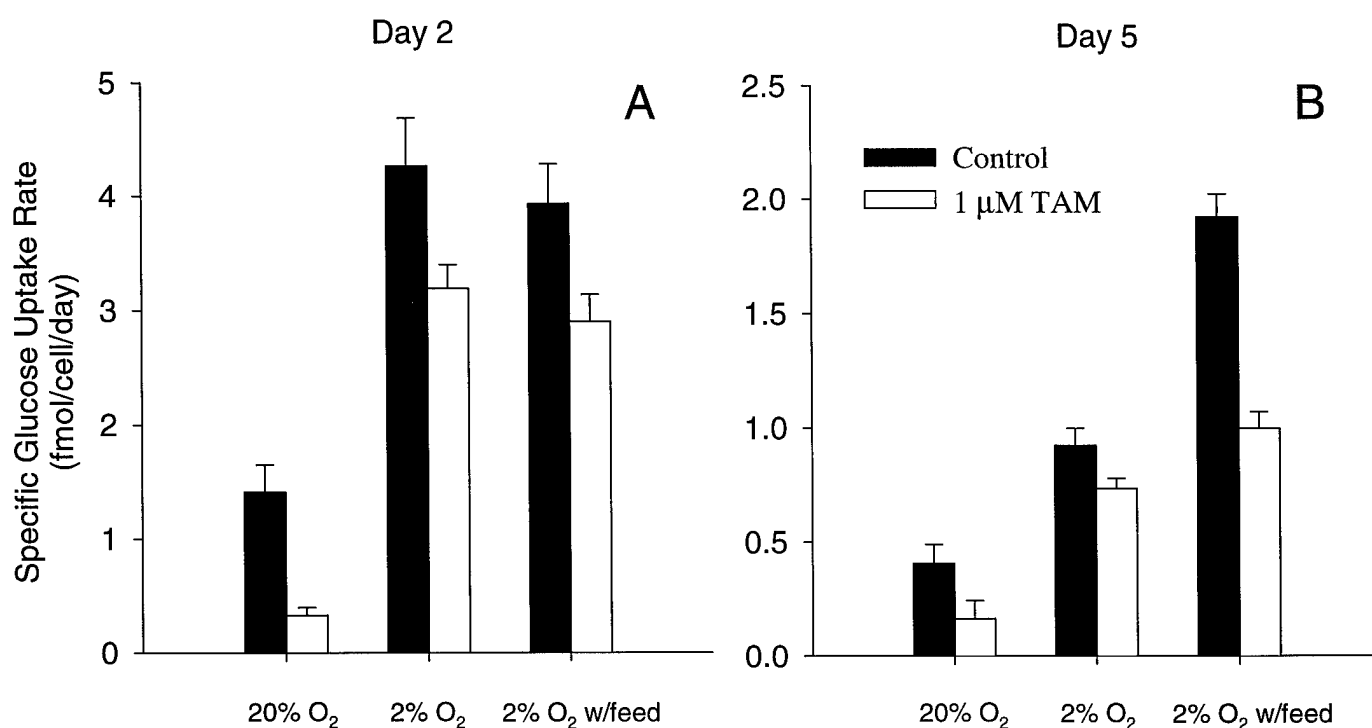 Day 2
Day 5
A
B
Specific Glucose Uptake Rate
(fmol/cell/day)
5
4
3
2
1
0
20% O₂
2% O₂
2% O₂ w/feed
2.5
2.0
1.5
1.0
0.5
0.0
Control
1 µM TAM
20% O₂
2% O₂
2% O₂ w/feed